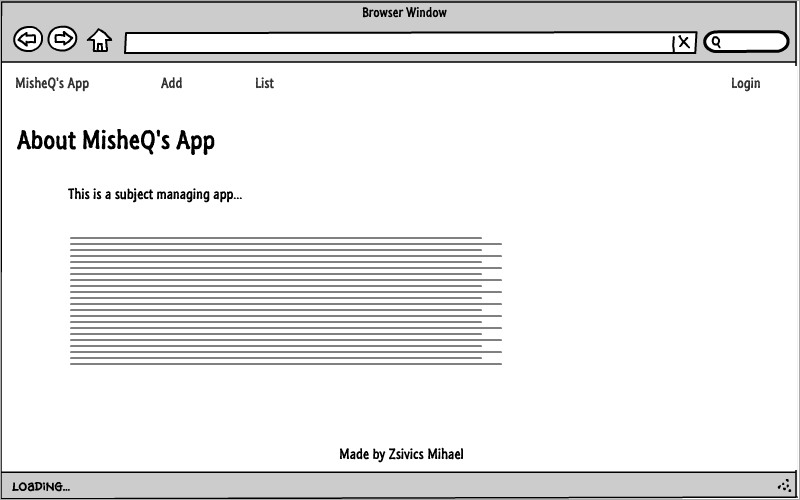 Browser Window
MisheQ's App Add List Login
About MisheQ's App
This is a subject managing app...
Made by Zsivics Mihael
LOADING...